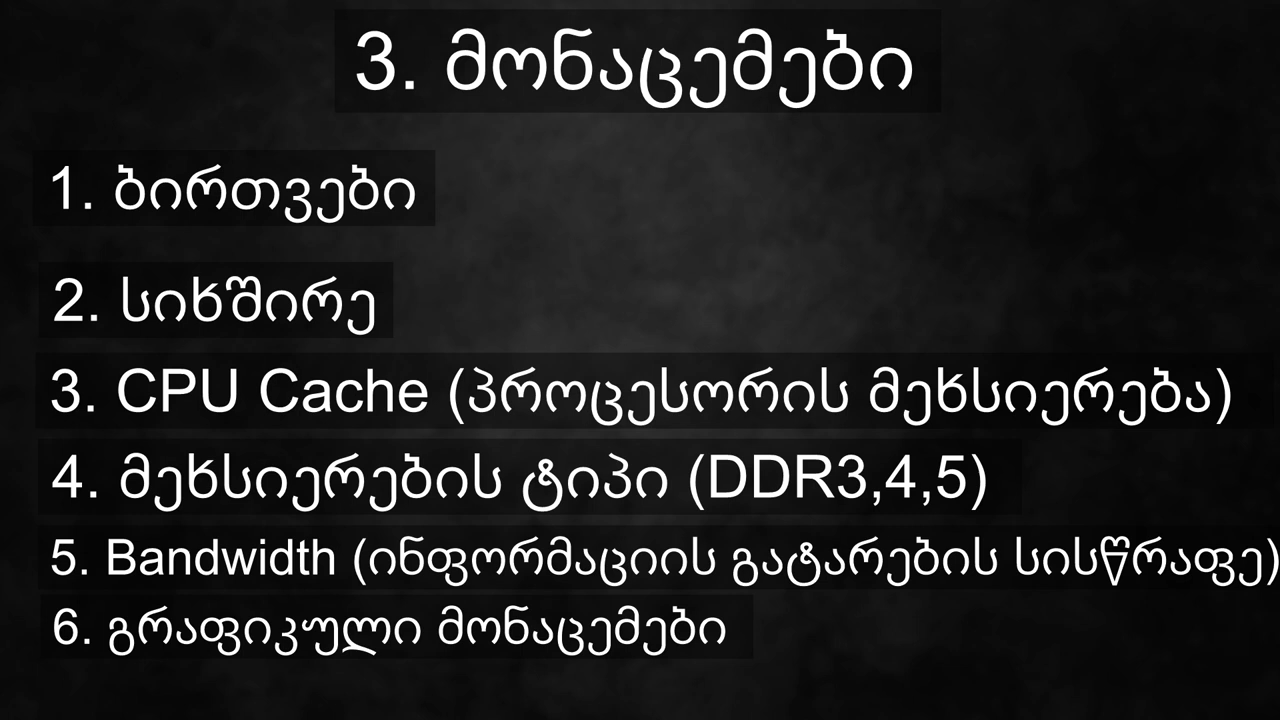 3. მონაცემები
1. ბირთვები
2. სიხშირე
3. CPU Cache (პროცესორის მეხსიერება)
4. მეხსიერების ტიპი (DDR3,4,5)
5. Bandwidth (ინფორმაციის გატარების სისწრაფე)
6. გრაფიკული მონაცემები